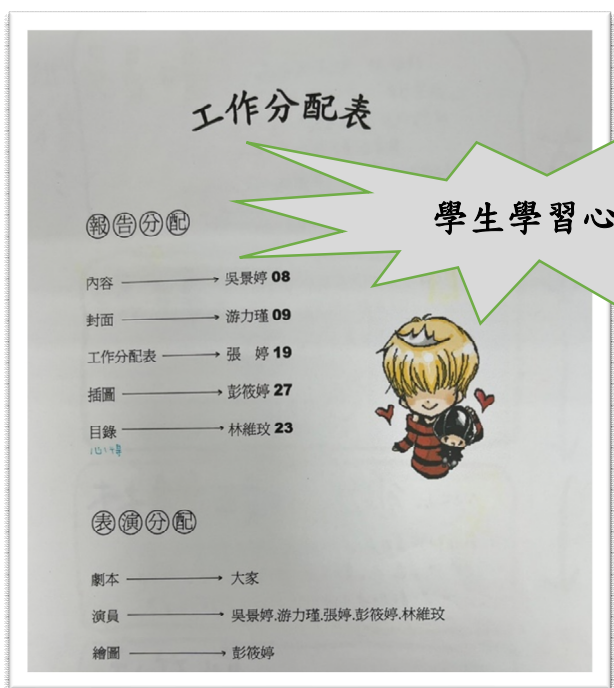 工作分配表
學生學習心
報告分配
內容 → 吳景婷 08
封面 → 游力瑾 09
工作分配表 → 張 婷 19
插圖 → 彭筱婷 27
目錄 → 林維玟 23
心得
表演分配
劇本 → 大家
演員 → 吳景婷.游力瑾.張婷.彭筱婷.林維玟
繪圖 → 彭筱婷